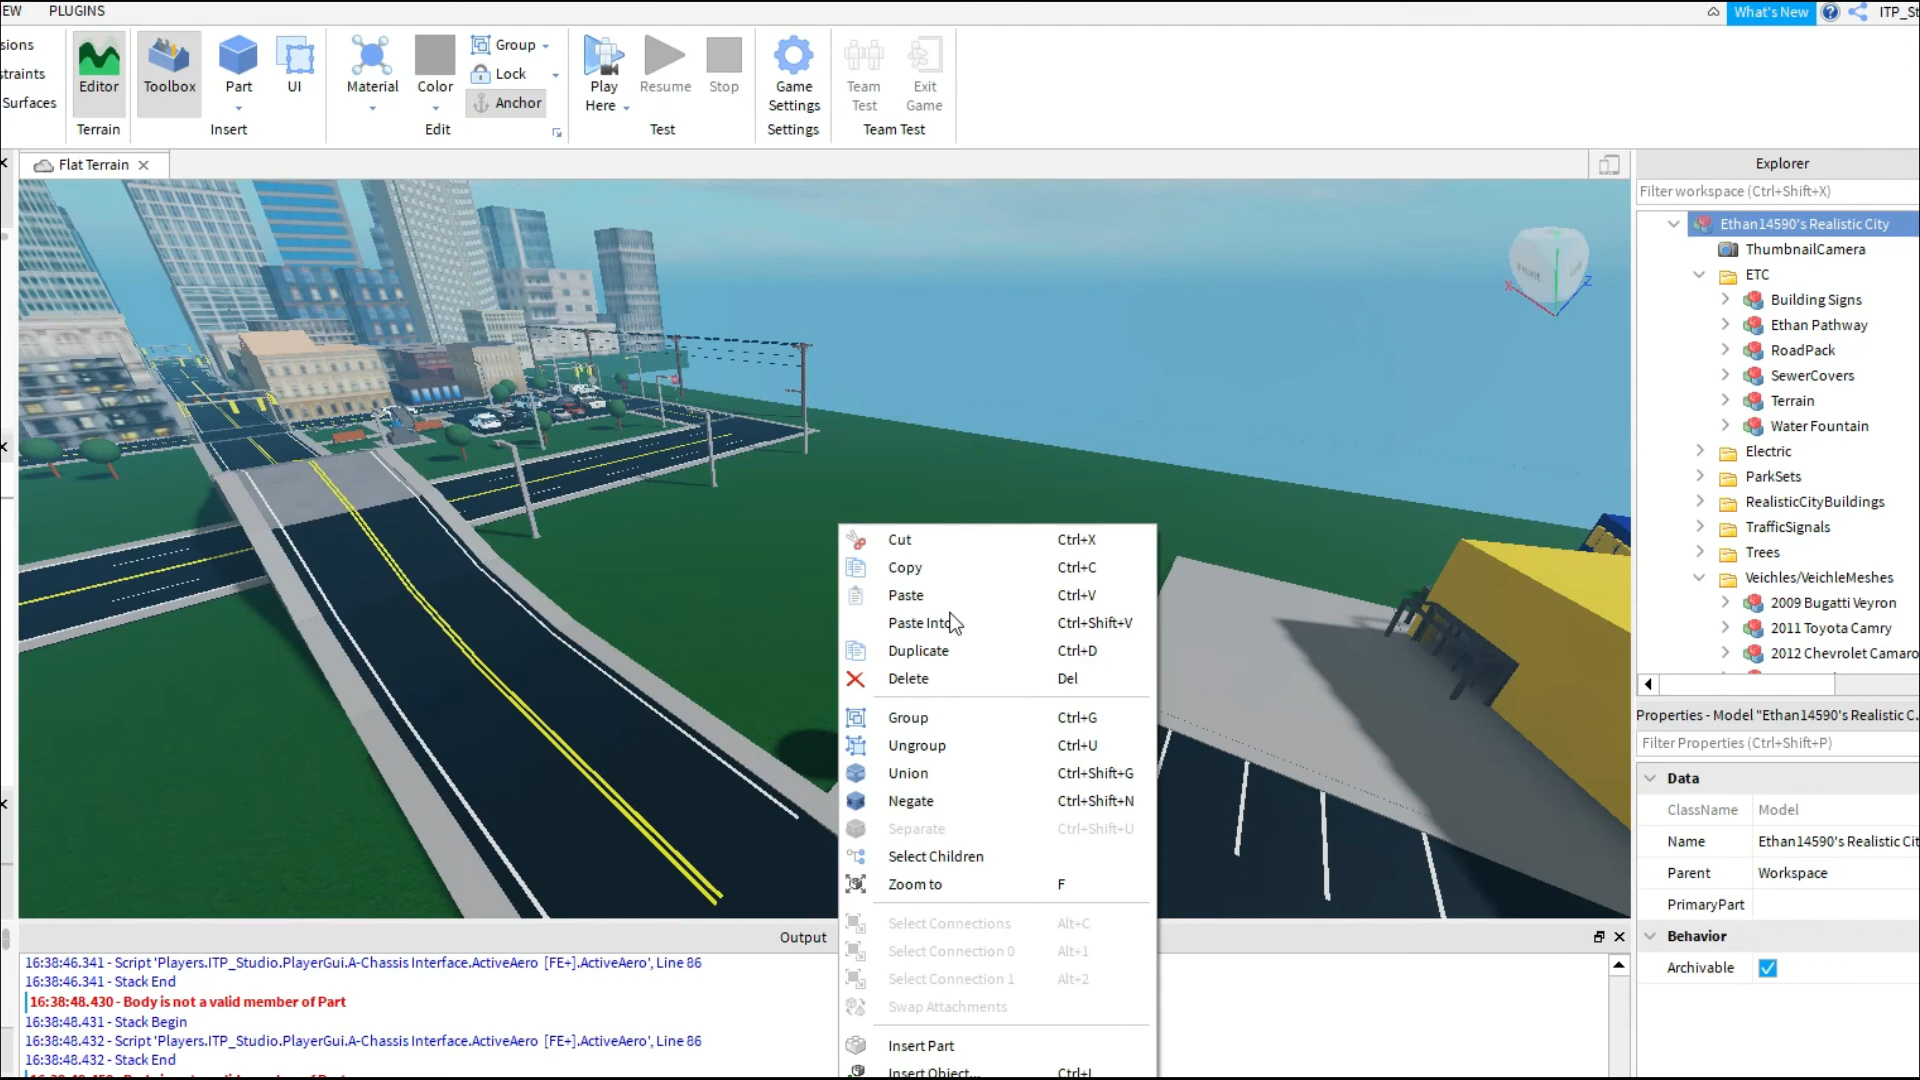 EW PLUGINS What's New ITP_St
sions
straints
Surfaces
Editor
Toolbox
Part
UI
Material
Color
Group
Lock
Anchor
Play
Here
Resume
Stop
Game
Settings
Team
Test
Exit
Game
Terrain Insert Edit Test Settings Team Test
Flat Terrain
Explorer
Filter workspace (Ctrl+Shift+X)
Ethan14590's Realistic City
ThumbnailCamera
ETC
Building Signs
Ethan Pathway
RoadPack
SewerCovers
Terrain
Water Fountain
Electric
ParkSets
RealisticCityBuildings
TrafficSignals
Trees
Veichles/VeichleMeshes
2009 Bugatti Veyron
2011 Toyota Camry
2012 Chevrolet Camaro
X
Z
Cut Ctrl+X
Copy Ctrl+C
Paste Ctrl+V
Paste Into Ctrl+Shift+V
Duplicate Ctrl+D
Delete Del
Group Ctrl+G
Ungroup Ctrl+U
Union Ctrl+Shift+G
Negate Ctrl+Shift+N
Separate Ctrl+Shift+U
Select Children
Zoom to F
Select Connections Alt+C
Select Connection 0 Alt+1
Select Connection 1 Alt+2
Swap Attachments
Insert Part
Insert Object... Ctrl+I
Properties - Model "Ethan14590's Realistic C...
Filter Properties (Ctrl+Shift+P)
Data
ClassName Model
Name Ethan14590's Realistic Cit
Parent Workspace
PrimaryPart
Behavior
Archivable
Output
16:38:46.341 - Script 'Players.ITP_Studio.PlayerGui.A-Chassis Interface.ActiveAero [FE+].ActiveAero', Line 86
16:38:46.341 - Stack End
16:38:48.430 - Body is not a valid member of Part
16:38:48.431 - Stack Begin
16:38:48.432 - Script 'Players.ITP_Studio.PlayerGui.A-Chassis Interface.ActiveAero [FE+].ActiveAero', Line 86
16:38:48.432 - Stack End